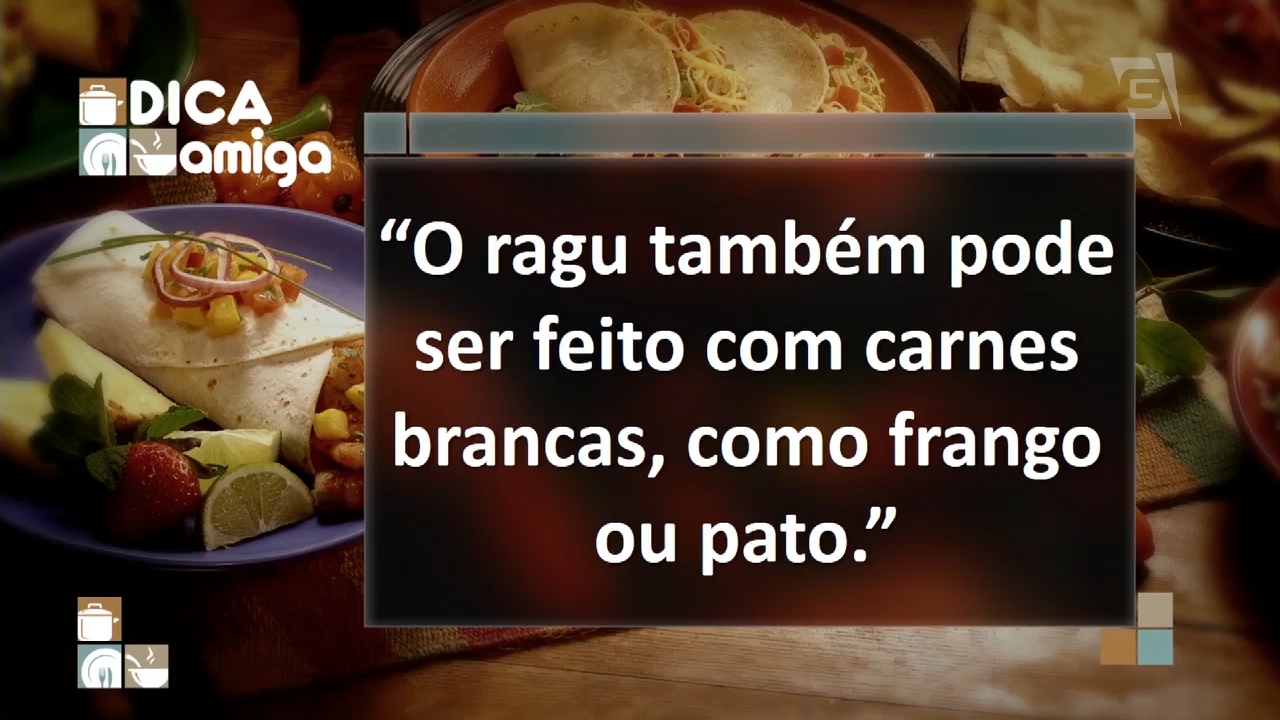 DICA
amiga
G
“O ragu também pode
ser feito com carnes
brancas, como frango
ou pato.”